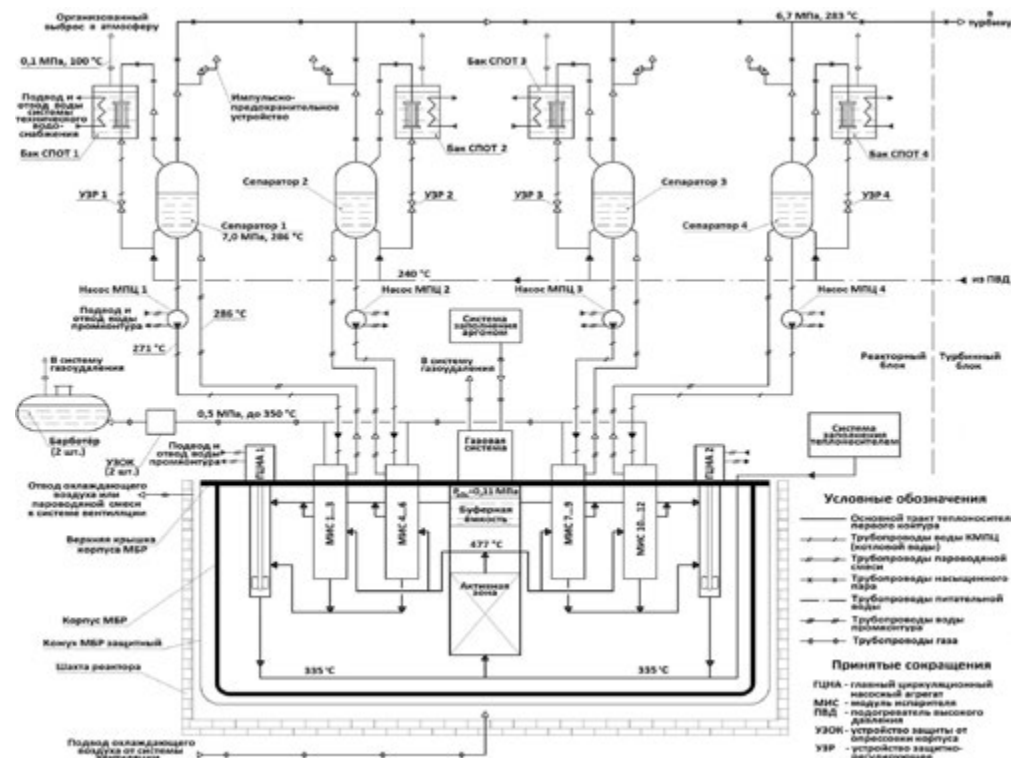 Организованный
выброс в атмосферу
0,1 МПа, 100 °С
Подвод и
отвод воды
системы
технического
водо-
снабжения
Бак СПОТ 1
Импульсно-
предохранительное
устройство
Бак СПОТ 2
Бак СПОТ 3
Бак СПОТ 4
6,7 МПа, 283 °С
в
турбину
УЗР 1
УЗР 2
УЗР 3
УЗР 4
Сепаратор 1
7,0 МПа, 286 °С
Сепаратор 2
Сепаратор 3
Сепаратор 4
240 °С
из ПВД
Насос МПЦ 1
Насос МПЦ 2
Насос МПЦ 3
Насос МПЦ 4
Подвод и
отвод воды
промконтура
286 °С
271 °С
Система
заполнения
аргоном
В систему
газоудаления
Реакторный
блок
Турбинный
блок
В систему
газоудаления
Барботёр
(2 шт.)
УЗОК
(2 шт.)
0,5 МПа, до 350 °С
Подвод и
отвод воды
промконтура
Газовая
система
Система
заполнения
теплоносителем
ГЦНА 1
ГЦНА 2
МИС 1...3
МИС 4...6
МИС 7...9
МИС 10...12
=0,11 МПа
Буферная
ёмкость
477 °С
Активная
зона
335 °С
335 °С
Отвод охлаждающего
воздуха или
пароводяной смеси
к системе вентиляции
Верхняя крышка
корпуса МБР
Корпус МБР
Кожух МБР защитный
Шахта реактора
Подвод охлаждающего
воздуха от системы
Условные обозначения
Основной тракт теплоносителя
первого контура
Трубопроводы воды КМПЦ
(котловой воды)
Трубопроводы пароводяной
смеси
Трубопроводы насыщенного
пара
Трубопроводы питательной
воды
Трубопроводы воды
промконтура
Трубопроводы газа
Принятые сокращения
ГЦНА - главный циркуляционный
насосный агрегат
МИС - модуль испарителя
ПВД - подогреватель высокого
давления
УЗОК - устройство защиты от
опрессовки корпуса
УЗР - устройство защитно-